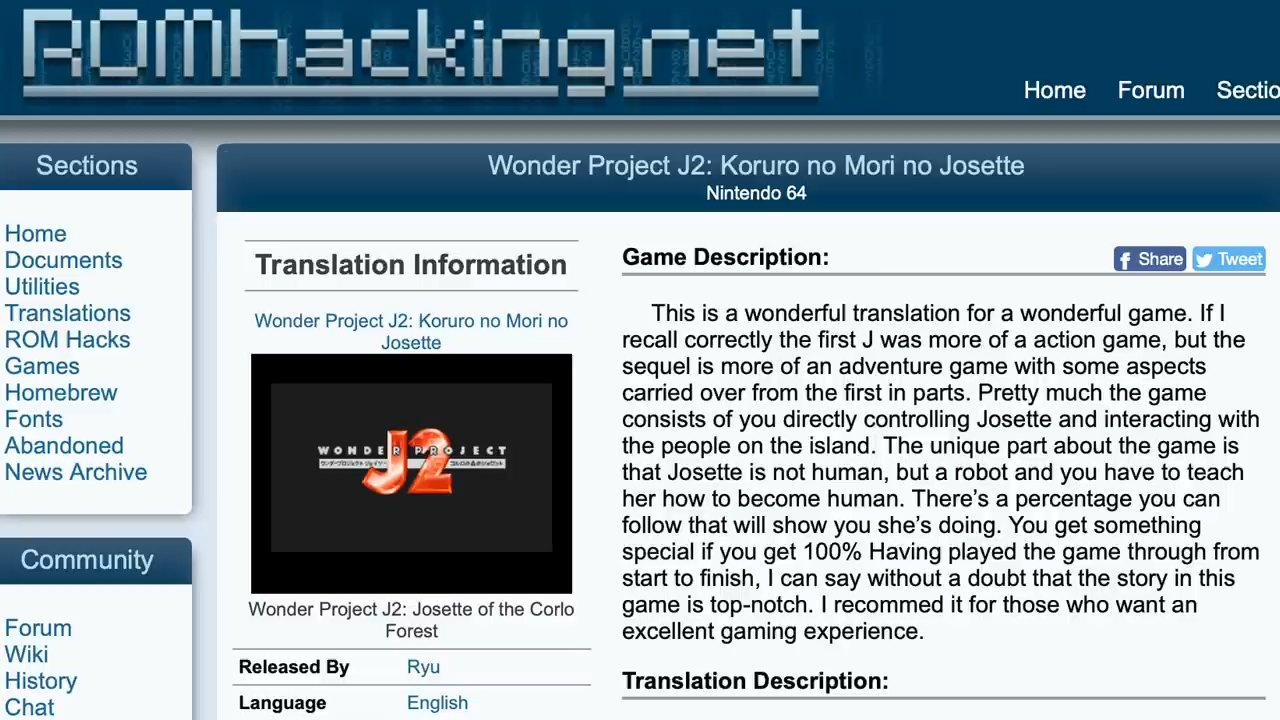 ROMhacking.net
Home Forum Sectio
Sections
Home
Documents
Utilities
Translations
ROM Hacks
Games
Homebrew
Fonts
Abandoned
News Archive
Community
Forum
Wiki
History
Chat
Wonder Project J2: Koruro no Mori no Josette
Nintendo 64
Translation Information
Wonder Project J2: Koruro no Mori no
Josette
WONDER PROJECT
J2
Wonder Project J2: Josette of the Corlo
Forest
Released By Ryu
Language English
Game Description:
Share Tweet
This is a wonderful translation for a wonderful game. If I
recall correctly the first J was more of a action game, but the
sequel is more of an adventure game with some aspects
carried over from the first in parts. Pretty much the game
consists of you directly controlling Josette and interacting with
the people on the island. The unique part about the game is
that Josette is not human, but a robot and you have to teach
her how to become human. There’s a percentage you can
follow that will show you she’s doing. You get something
special if you get 100% Having played the game through from
start to finish, I can say without a doubt that the story in this
game is top-notch. I recommed it for those who want an
excellent gaming experience.
Translation Description: